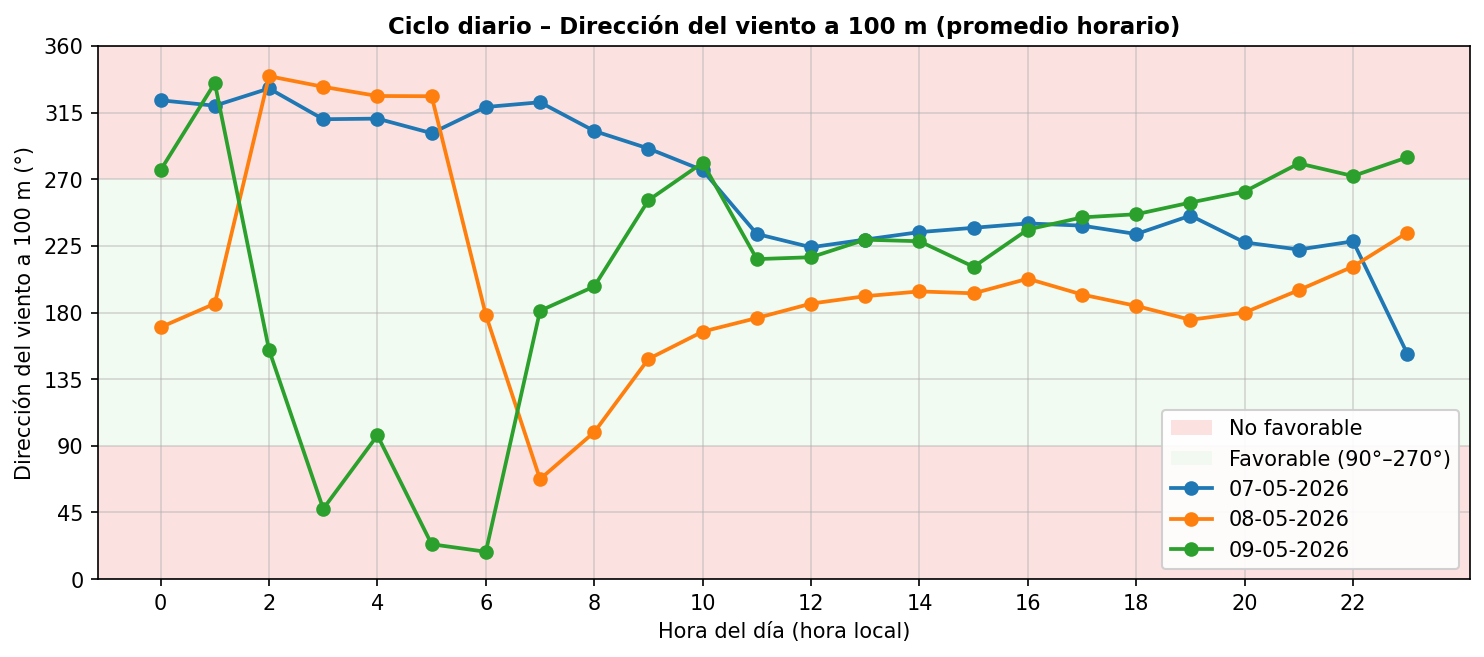 Ciclo diario – Dirección del viento a 100 m (promedio horario)
Dirección del viento a 100 m (°)
360
315
270
225
180
135
90
45
0
No favorable
Favorable (90°–270°)
07-05-2026
08-05-2026
09-05-2026
0 2 4 6 8 10 12 14 16 18 20 22
Hora del día (hora local)